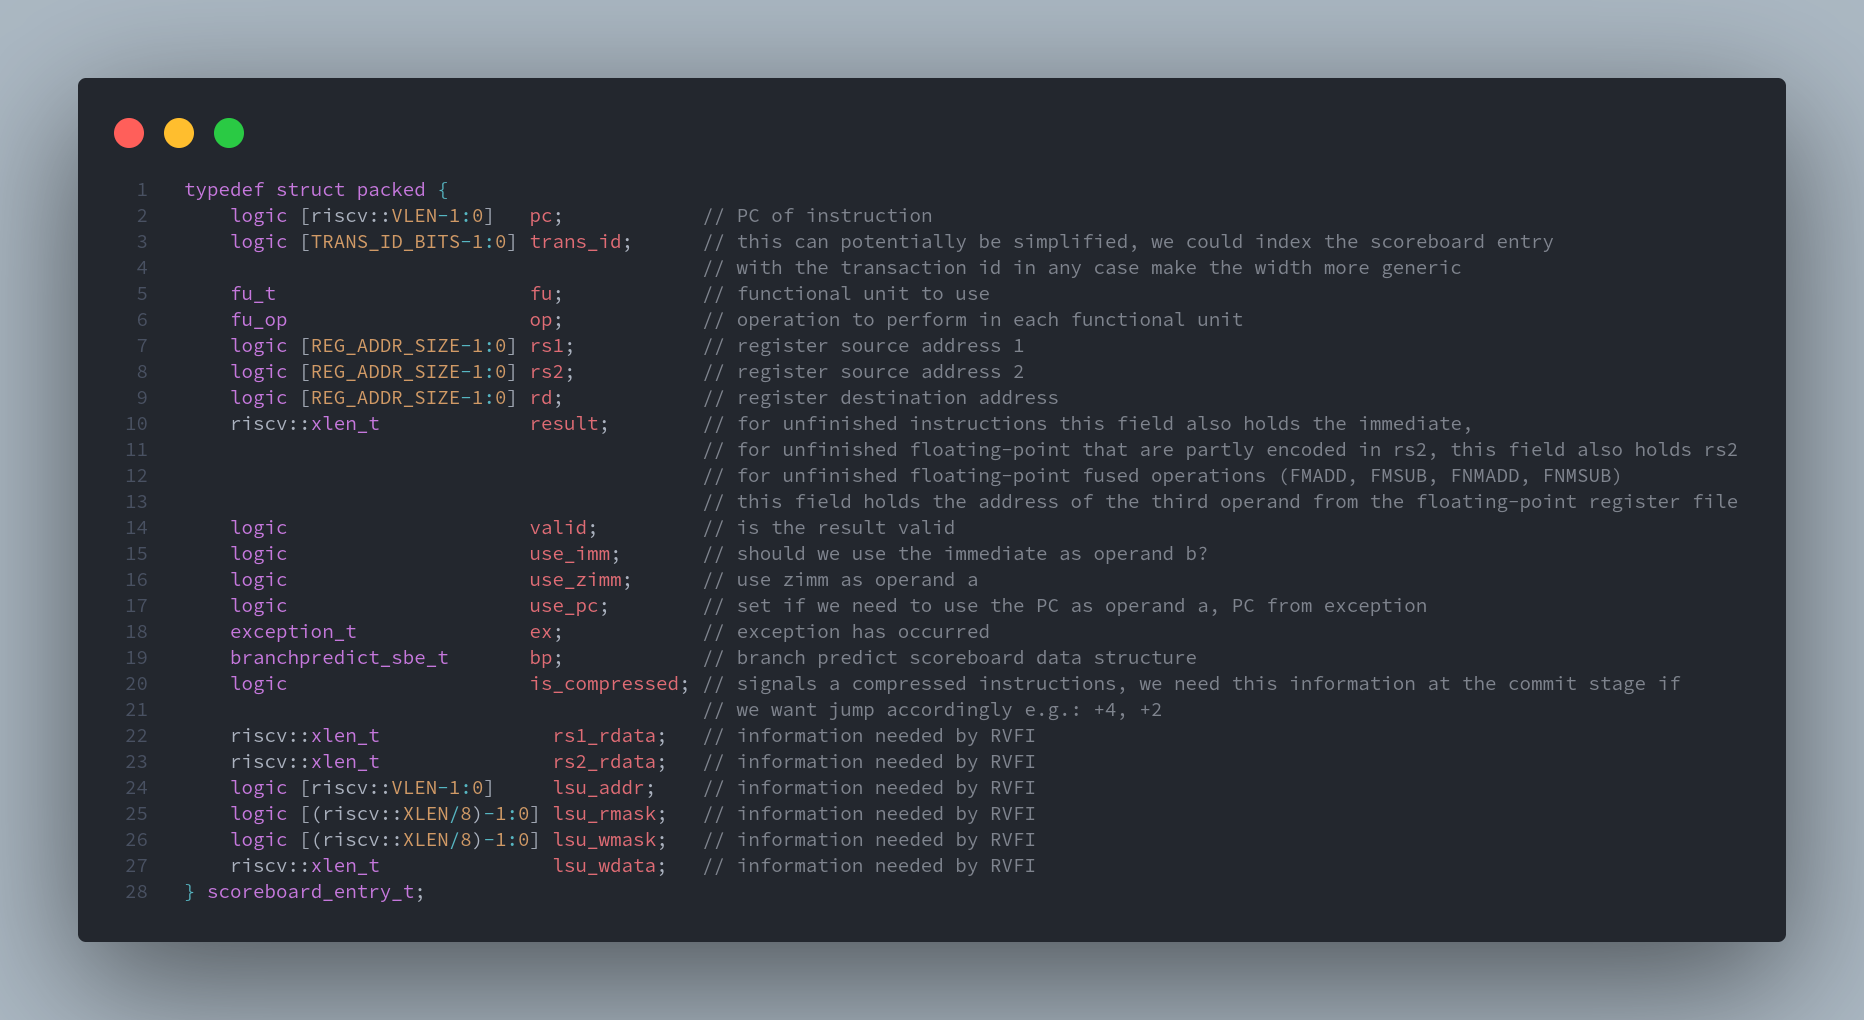 1 typedef struct packed {
2 logic [riscv::VLEN-1:0] pc; // PC of instruction
3 logic [TRANS_ID_BITS-1:0] trans_id; // this can potentially be simplified, we could index the scoreboard entry
4 // with the transaction id in any case make the width more generic
5 fu_t fu; // functional unit to use
6 fu_op op; // operation to perform in each functional unit
7 logic [REG_ADDR_SIZE-1:0] rs1; // register source address 1
8 logic [REG_ADDR_SIZE-1:0] rs2; // register source address 2
9 logic [REG_ADDR_SIZE-1:0] rd; // register destination address
10 riscv::xlen_t result; // for unfinished instructions this field also holds the immediate,
11 // for unfinished floating-point that are partly encoded in rs2, this field also holds rs2
12 // for unfinished floating-point fused operations (FMADD, FMSUB, FNMADD, FNMSUB)
13 // this field holds the address of the third operand from the floating-point register file
14 logic valid; // is the result valid
15 logic use_imm; // should we use the immediate as operand b?
16 logic use_zimm; // use zimm as operand a
17 logic use_pc; // set if we need to use the PC as operand a, PC from exception
18 exception_t ex; // exception has occurred
19 branchpredict_sbe_t bp; // branch predict scoreboard data structure
20 logic is_compressed; // signals a compressed instructions, we need this information at the commit stage if
21 // we want jump accordingly e.g.: +4, +2
22 riscv::xlen_t rs1_rdata; // information needed by RVFI
23 riscv::xlen_t rs2_rdata; // information needed by RVFI
24 logic [riscv::VLEN-1:0] lsu_addr; // information needed by RVFI
25 logic [(riscv::XLEN/8)-1:0] lsu_rmask; // information needed by RVFI
26 logic [(riscv::XLEN/8)-1:0] lsu_wmask; // information needed by RVFI
27 riscv::xlen_t lsu_wdata; // information needed by RVFI
28 } scoreboard_entry_t;